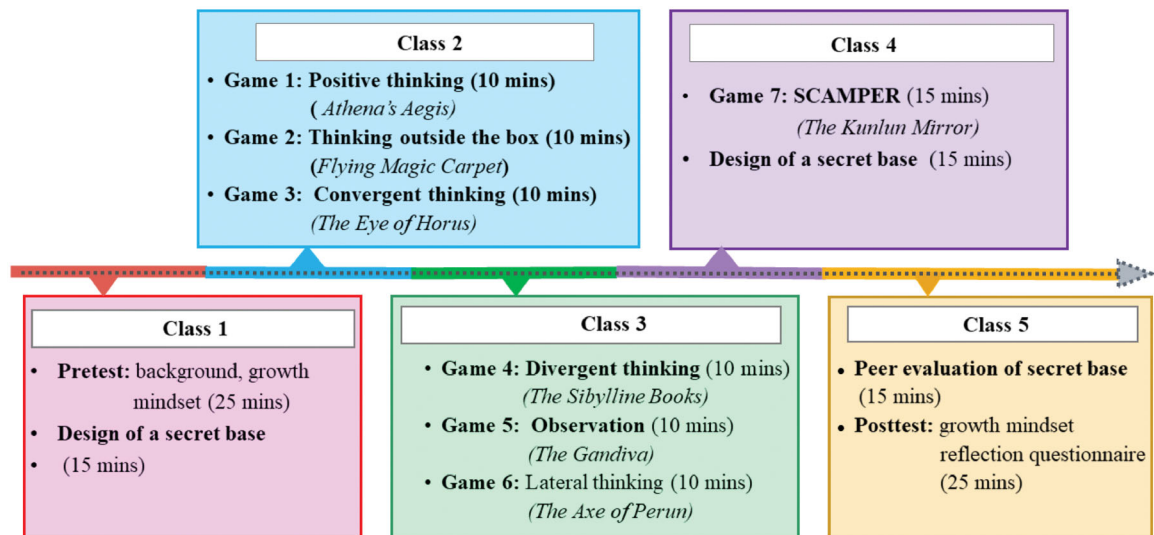 Class 1
• Pretest: background, growth
mindset (25 mins)
• Design of a secret base
• (15 mins)
Class 2
• Game 1: Positive thinking (10 mins)
( Athena's Aegis)
• Game 2: Thinking outside the box (10 mins)
(Flying Magic Carpet)
• Game 3: Convergent thinking (10 mins)
(The Eye of Horus)
Class 3
• Game 4: Divergent thinking (10 mins)
(The Sibylline Books)
• Game 5: Observation (10 mins)
(The Gandiva)
• Game 6: Lateral thinking (10 mins)
(The Axe of Perun)
Class 4
• Game 7: SCAMPER (15 mins)
(The Kunlun Mirror)
• Design of a secret base (15 mins)
Class 5
• Peer evaluation of secret base
(15 mins)
• Posttest: growth mindset
reflection questionnaire
(25 mins)